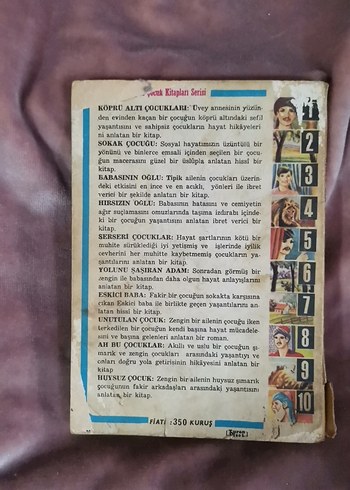 Çocuk Kitapları Serisi
KÖPRÜ ALTI ÇOCUKLARI: Üvey annesinin yüzün-
den evinden kaçan bir çocuğun köprü altındaki sefil
yaşantısını ve sahipsiz çocukların hayat hikâyeleri
ni anlatan bir kitap.
SOKAK ÇOCUĞU: Sosyal hayatımızın üzüntülü bir
yönünü ve binlerce emsali içinden seçilen bir çocu-
ğun macerasını güzel bir üslûpla anlatan hissî bir
kitap.
BABASININ OĞLU: Tipik ailenin çocukları üzerin-
deki etkisini en ince ve en acıklı, yönleri ile ibret
verici bir şekilde anlatan bir kitap.
HIRSIZIN OĞLU: Babasının hatasını ve cemiyetin
ağır suçlamasını omuzlarında taşıma ızdırabı içinde-
ki bir çocuğun yaşantısını anlatan ibret verici bir
kitap.
SERSERİ ÇOCUKLAR: Hayat şartlarının kötü bir
muhite sürüklediği iyi yetişmiş ve işlerinde iyilik
cevherini her muhitte kaybetmemiş çocukların ya-
şantılarını anlatan bir kitap.
YOLUNU ŞAŞIRAN ADAM: Sonradan görmüş bir
zengin ile babasından daha olgun hayat anlayışlarını
anlatan bir kitap.
ESKİCİ BABA: Fakir bir çocuğun sokakta karşısına
çıkan Eskici baba ile birlikte geçen yaşantılarını an-
latan hissî bir kitap.
UNUTULAN ÇOCUK: Zengin bir ailenin çocuğu iken
terkedilen bir çocuğun kendi başına hayat mücadele-
sini ve başına gelenleri anlatan bir roman.
AH BU ÇOCUKLAR: Akıllı ve uslu bir çocuğun şı-
marık ve zengin çocukları arasındaki yaşantıyı ve
onları doğru yola getirişinin hikâyesini anlatan bir
kitap.
HUYSUZ ÇOCUK: Zengin bir ailenin huysuz şımarık
çocuğunun fakir arkadaşları arasındaki yaşantısını
anlatan bir kitap.
FİATI : 350 KURUŞ
1
2
3
4
5
6
7
8
9
10